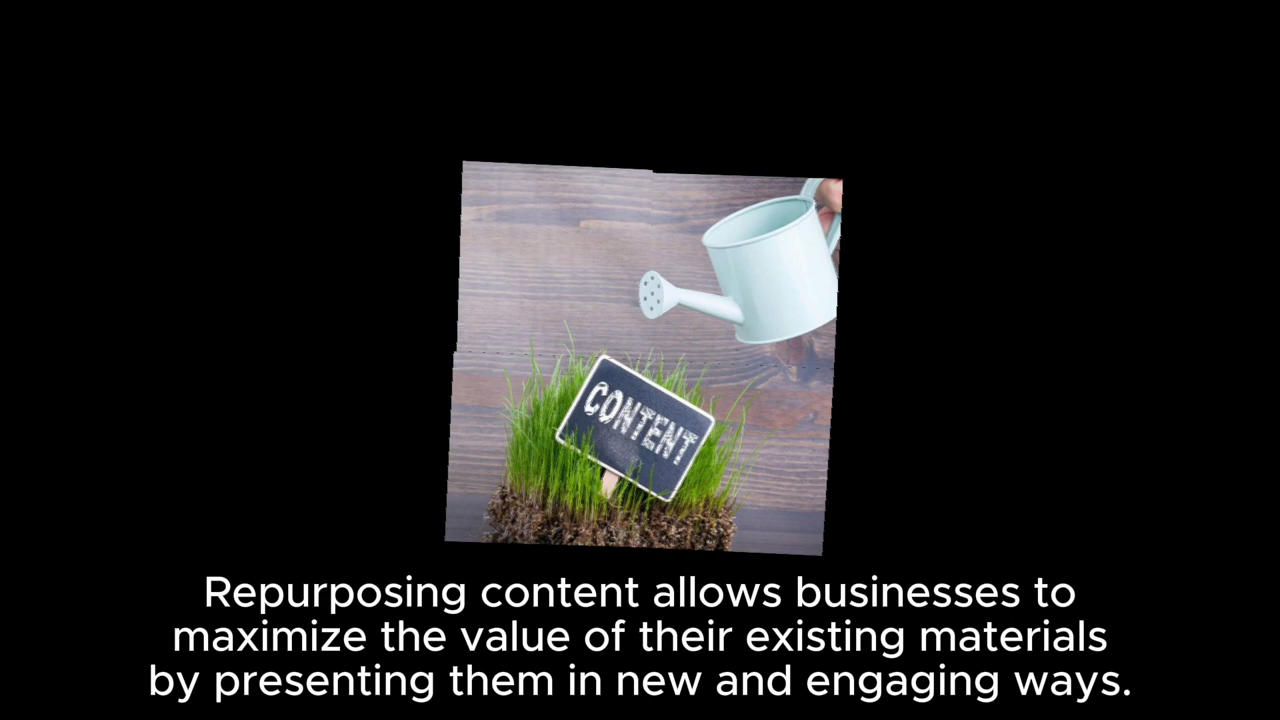 CONTENT
Repurposing content allows businesses to
maximize the value of their existing materials
by presenting them in new and engaging ways.